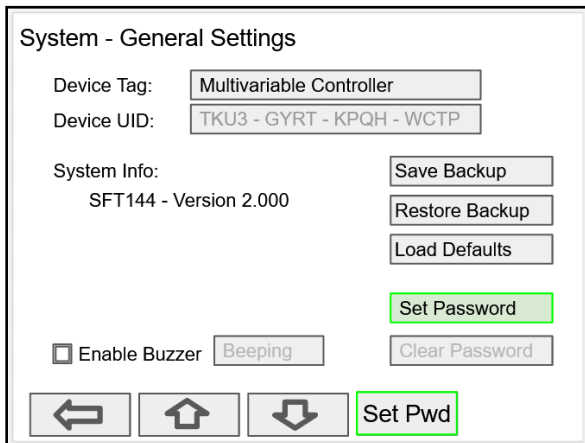 System - General Settings
Device Tag: Multivariable Controller
Device UID: TKU3 - GYRT - KPQH - WCTP
System Info: Save Backup
SFT144 - Version 2.000
Restore Backup
Load Defaults
Set Password
Enable Buzzer Beeping Clear Password
Set Pwd